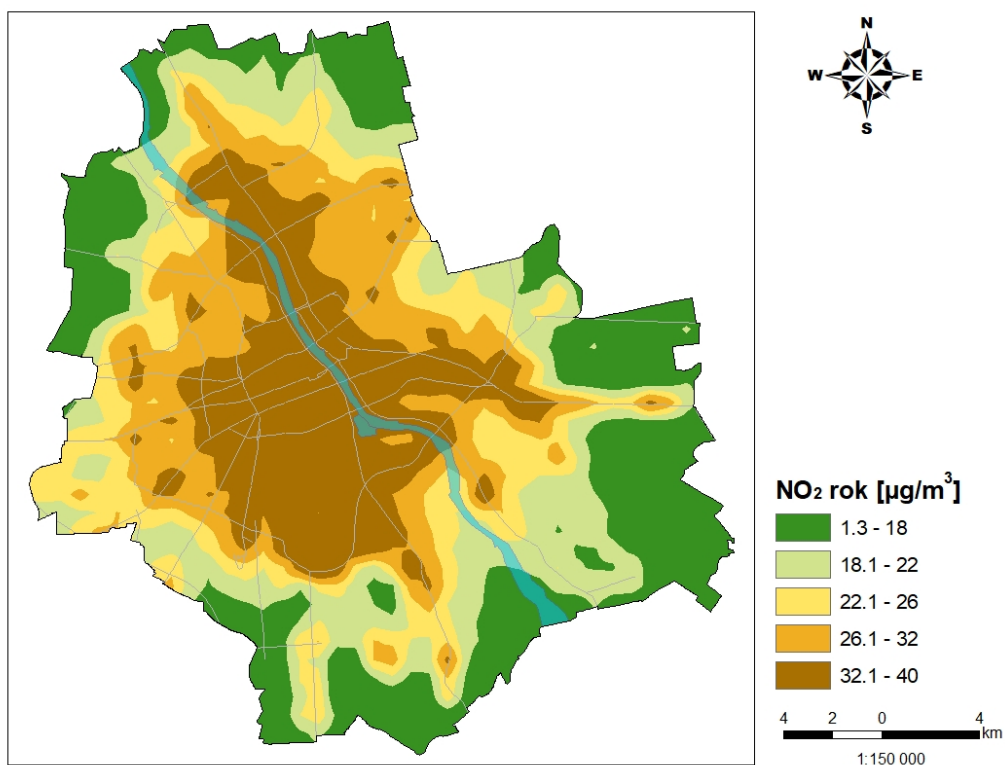 N
W E
S
NO₂ rok [µg/m³]
1.3 - 18
18.1 - 22
22.1 - 26
26.1 - 32
32.1 - 40
4 2 0 4
km
1:150 000